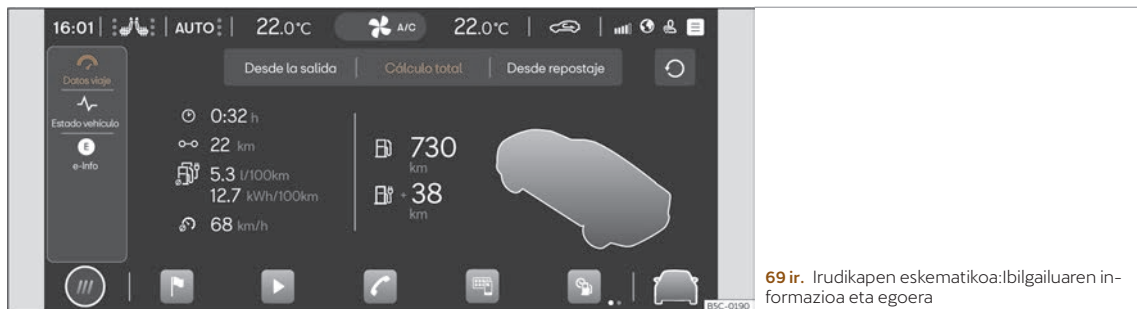 16:01 AUTO 22.0°C A/C 22.0°C
Desde la salida Cólculo total Desde repostaje
Datos viaje
Estado vehículo
E
e-Info
0:32 h
22 km
5.3 l/100km
12.7 kWh/100km
68 km/h
730
km
+ 38
km
B5C-0190
69 ir. Irudikapen eskematikoa:Ibilgailuaren in-
formazioa eta egoera